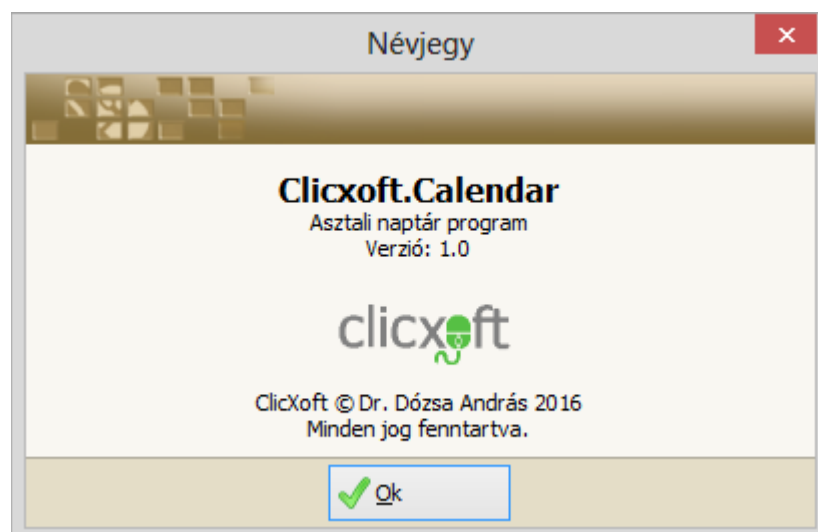 Névjegy
Clicxoft.Calendar
Asztali naptár program
Verzió: 1.0
clicxoft
ClicXoft © Dr. Dózsa András 2016
Minden jog fenntartva.
Ok